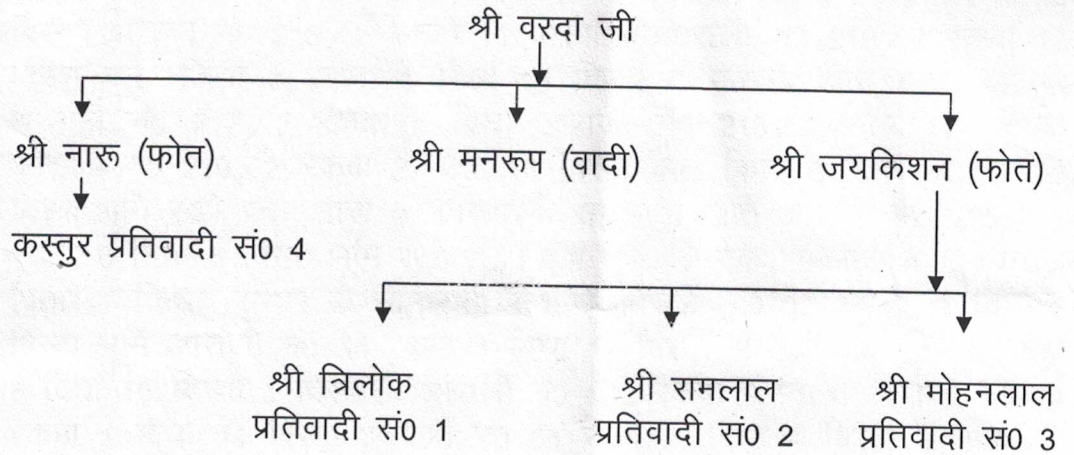 श्री वरदा जी
श्री नारू (फोत) श्री मनरूप (वादी) श्री जयकिशन (फोत)
कस्तुर प्रतिवादी सं0 4
श्री त्रिलोक श्री रामलाल श्री मोहनलाल
प्रतिवादी सं0 1 प्रतिवादी सं0 2 प्रतिवादी सं0 3